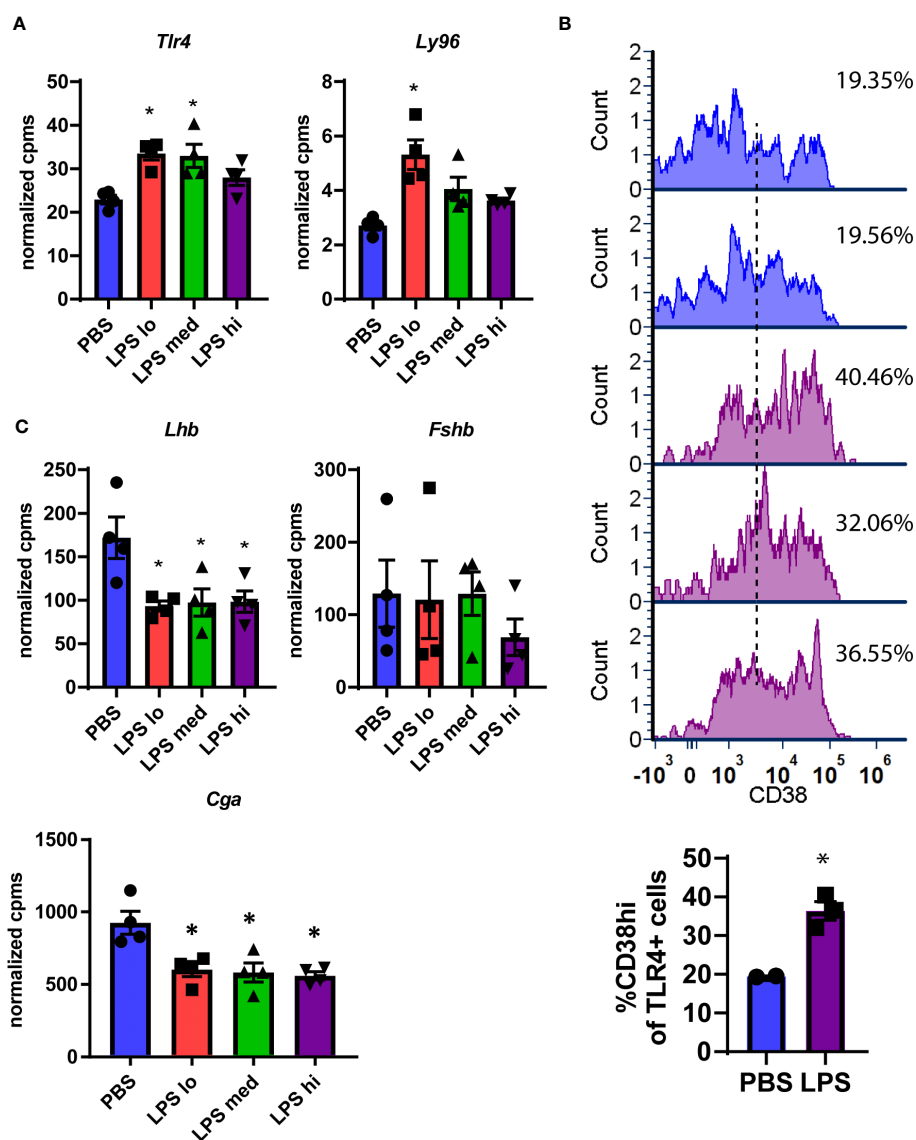 A
Tlr4
normalized cpms
50
40
30
20
10
0
*
*
PBS
LPS lo
LPS med
LPS hi
Ly96
normalized cpms
8
6
4
2
0
*
PBS
LPS lo
LPS med
LPS hi
B
Count
2
1
2
1
19.35%
Count
2
1
2
1
19.56%
Count
2
1
2
1
0
40.46%
Count
2
1
2
1
0
32.06%
Count
2
1
2
1
0
36.55%
-10³ 0 10³ 10⁴ 10⁵ 10⁶
CD38
%CD38hi
of TLR4+ cells
50
40
30
20
10
0
*
PBS LPS
C
Lhb
normalized cpms
250
200
150
100
50
0
*
*
*
PBS
LPS lo
LPS med
LPS hi
Fshb
normalized cpms
300
200
100
0
PBS
LPS lo
LPS med
LPS hi
Cga
normalized cpms
1500
1000
500
0
*
*
*
PBS
LPS lo
LPS med
LPS hi